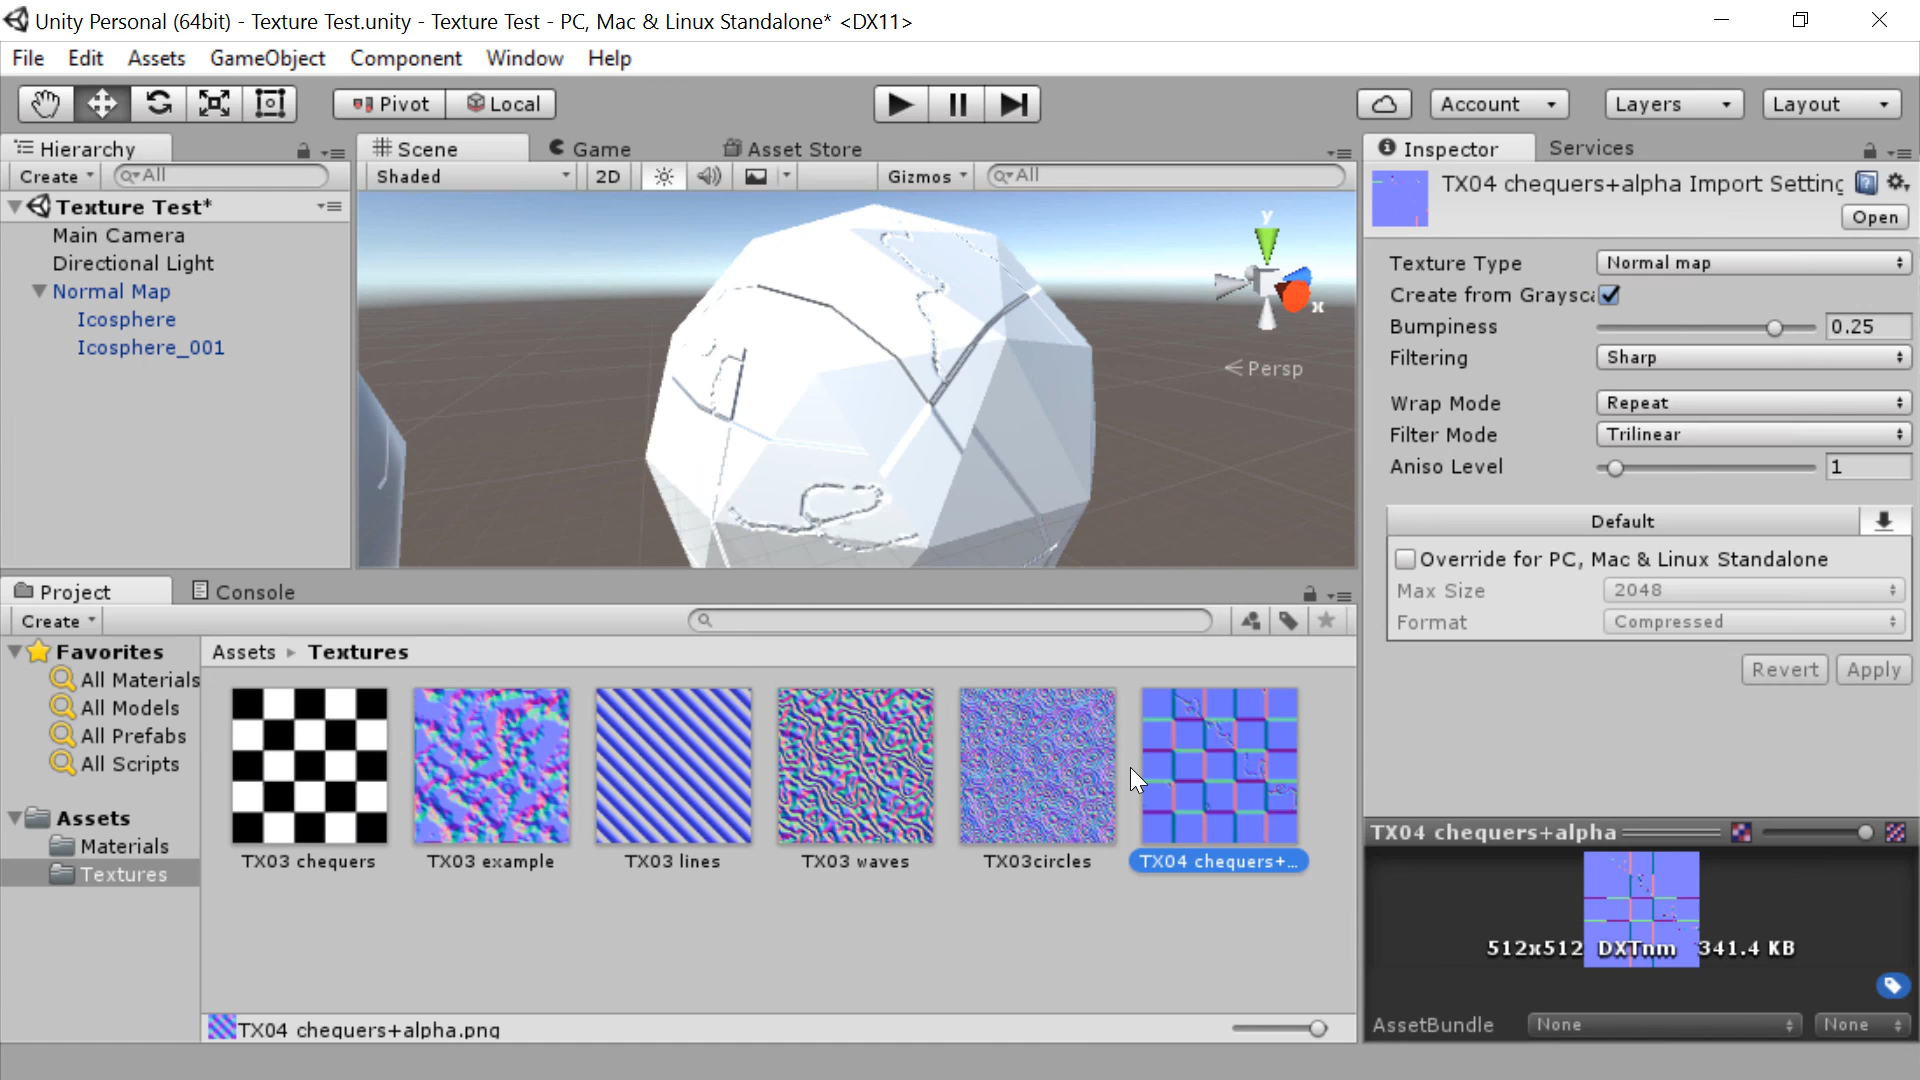 Unity Personal (64bit) - Texture Test.unity - Texture Test - PC, Mac & Linux Standalone* <DX11>
File Edit Assets GameObject Component Window Help
Pivot Local Account Layers Layout
Hierarchy
Create All
Texture Test*
Main Camera
Directional Light
Normal Map
Icosphere
Icosphere_001
Scene Game Asset Store
Shaded 2D Gizmos All
y
x
Persp
Inspector Services
TX04 chequers+alpha Import Setting
Open
Texture Type Normal map
Create from Graysca
Bumpiness 0.25
Filtering Sharp
Wrap Mode Repeat
Filter Mode Trilinear
Aniso Level 1
Default
Override for PC, Mac & Linux Standalone
Max Size 2048
Format Compressed
Revert Apply
Project Console
Create
Favorites
All Materials
All Models
All Prefabs
All Scripts
Assets
Materials
Textures
Assets Textures
TX03 chequers TX03 example TX03 lines TX03 waves TX03circles TX04 chequers+...
TX04 chequers+alpha.png
TX04 chequers+alpha
512x512 DXTnm 341.4 KB
AssetBundle None None